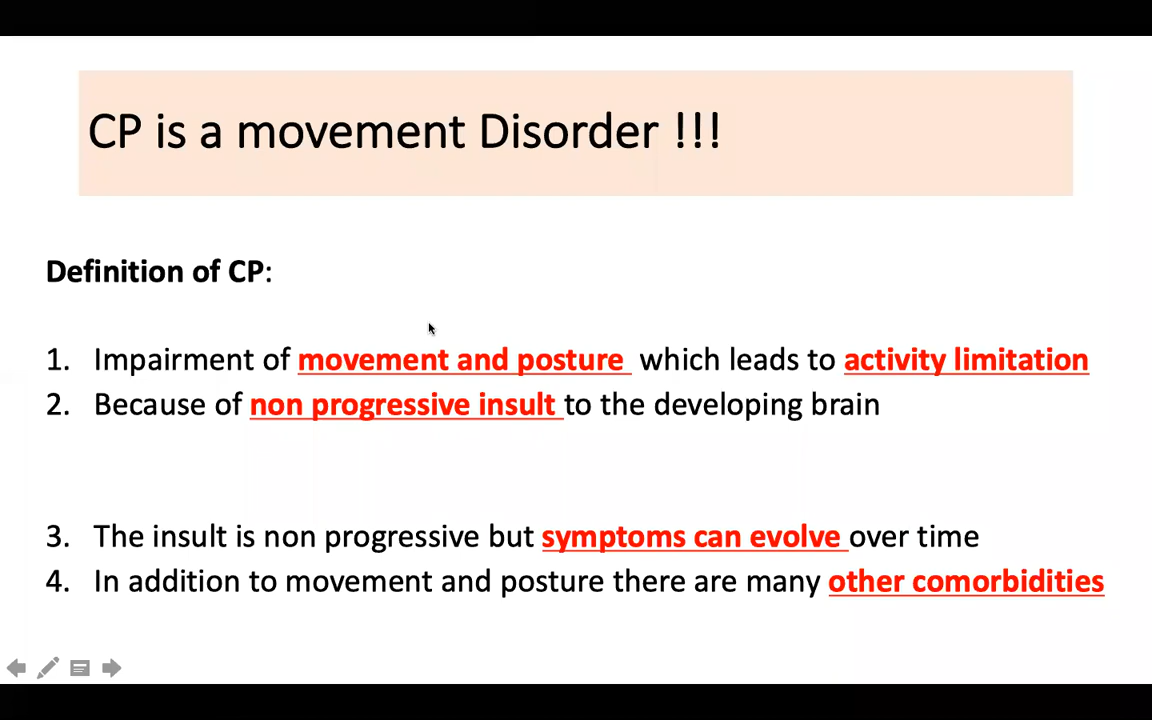 CP is a movement Disorder !!!
Definition of CP:
1. Impairment of movement and posture which leads to activity limitation
2. Because of non progressive insult to the developing brain
3. The insult is non progressive but symptoms can evolve over time
4. In addition to movement and posture there are many other comorbidities